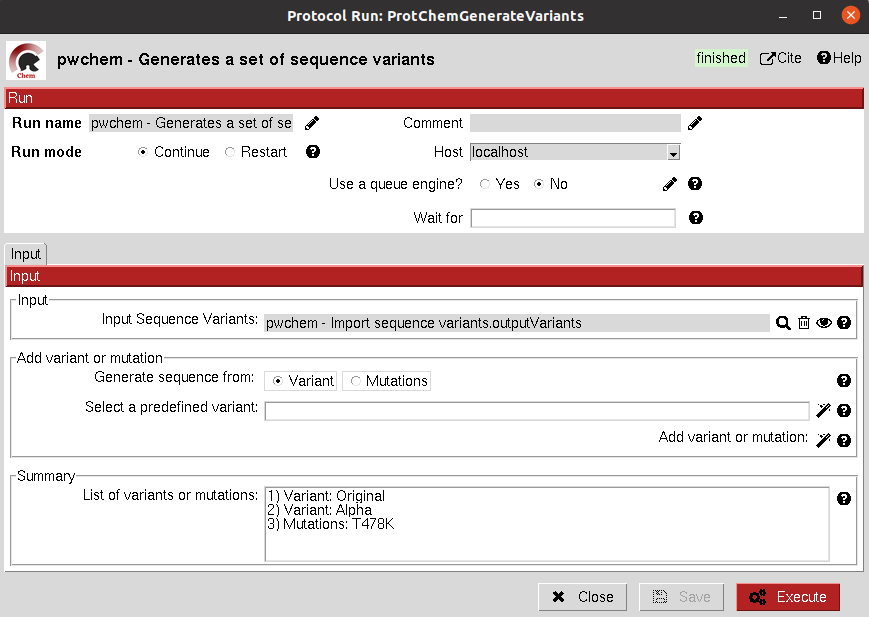 Protocol Run: ProtChemGenerateVariants
Chem
pwchem - Generates a set of sequence variants
finished Cite Help
Run
Run name pwchem - Generates a set of se Comment
Run mode Continue Restart Host localhost
Use a queue engine? Yes No
Wait for
Input
Input
Input
Input Sequence Variants: pwchem - Import sequence variants.outputVariants
Add variant or mutation
Generate sequence from: Variant Mutations
Select a predefined variant:
Add variant or mutation:
Summary
List of variants or mutations: 1) Variant: Original
2) Variant: Alpha
3) Mutations: T478K
Close Save Execute